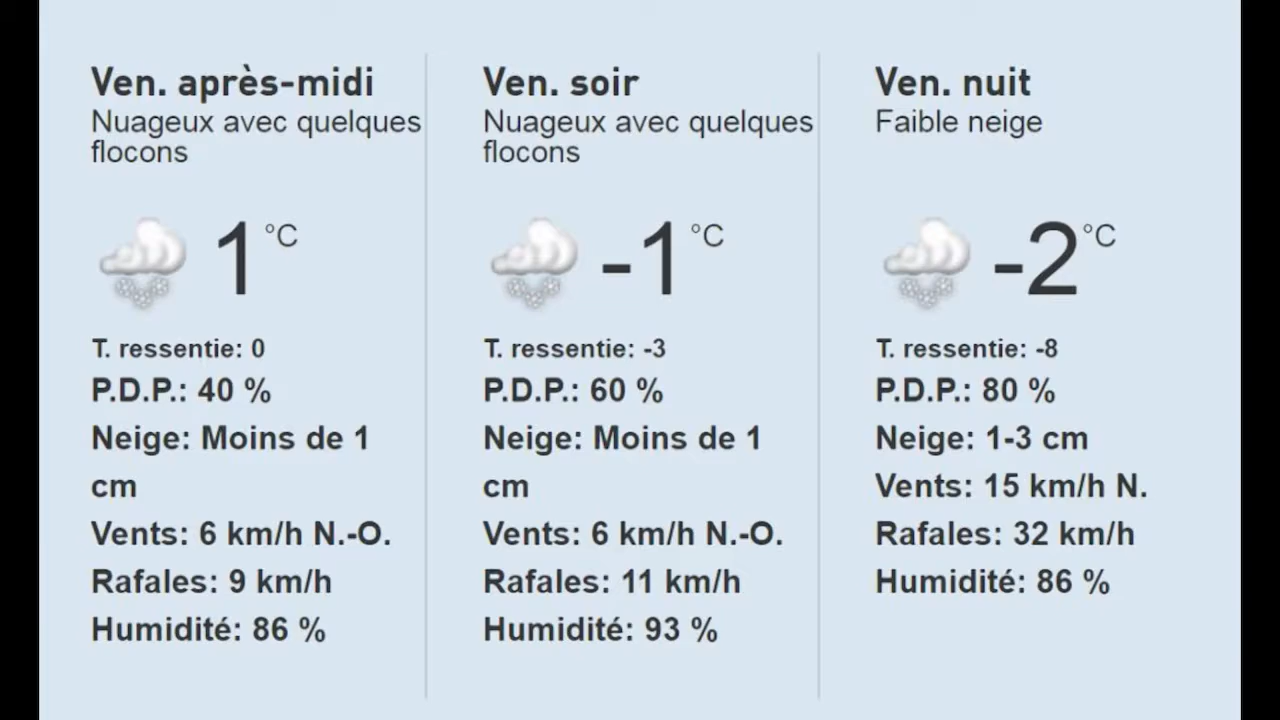 Ven. après-midi
Nuageux avec quelques
flocons
1 °C
T. ressentie: 0
P.D.P.: 40 %
Neige: Moins de 1
cm
Vents: 6 km/h N.-O.
Rafales: 9 km/h
Humidité: 86 %
Ven. soir
Nuageux avec quelques
flocons
-1 °C
T. ressentie: -3
P.D.P.: 60 %
Neige: Moins de 1
cm
Vents: 6 km/h N.-O.
Rafales: 11 km/h
Humidité: 93 %
Ven. nuit
Faible neige
-2 °C
T. ressentie: -8
P.D.P.: 80 %
Neige: 1-3 cm
Vents: 15 km/h N.
Rafales: 32 km/h
Humidité: 86 %